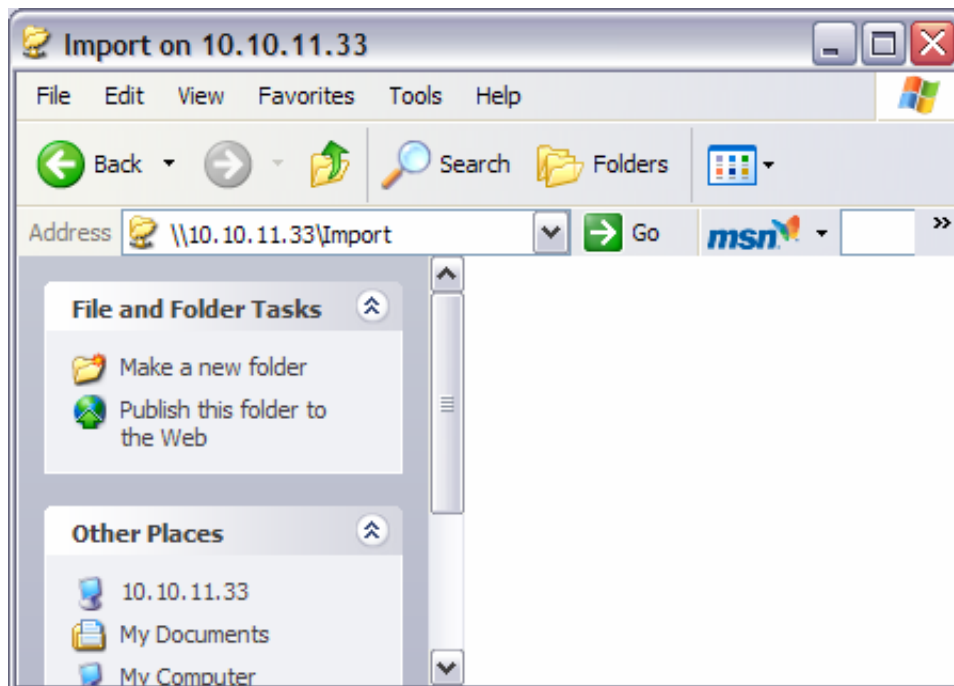 Import on 10.10.11.33
File Edit View Favorites Tools Help
Back Search Folders
Address \\10.10.11.33\Import Go msn »
File and Folder Tasks
Make a new folder
Publish this folder to
the Web
Other Places
10.10.11.33
My Documents
My Computer